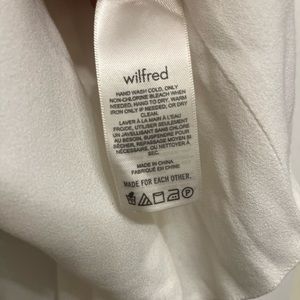 wilfred
HAND WASH COLD, ONLY
NON-CHLORINE BLEACH WHEN
NEEDED, HANG TO DRY, WARM
IRON ONLY IF NEEDED, OR DRY
CLEAN.
LAVER À LA MAIN À L'EAU
FROIDE, UTILISER SEULEMENT
UN JAVELLISANT SANS CHLORE
AU BESOIN, SUSPENDRE POUR
SÉCHER, REPASSAGE MOYEN SI
NÉCESSAIRE, OU NETTOYER À
SEC.
MADE IN CHINA
FABRIQUÉ EN CHINE
MADE FOR EACH OTHER.
P